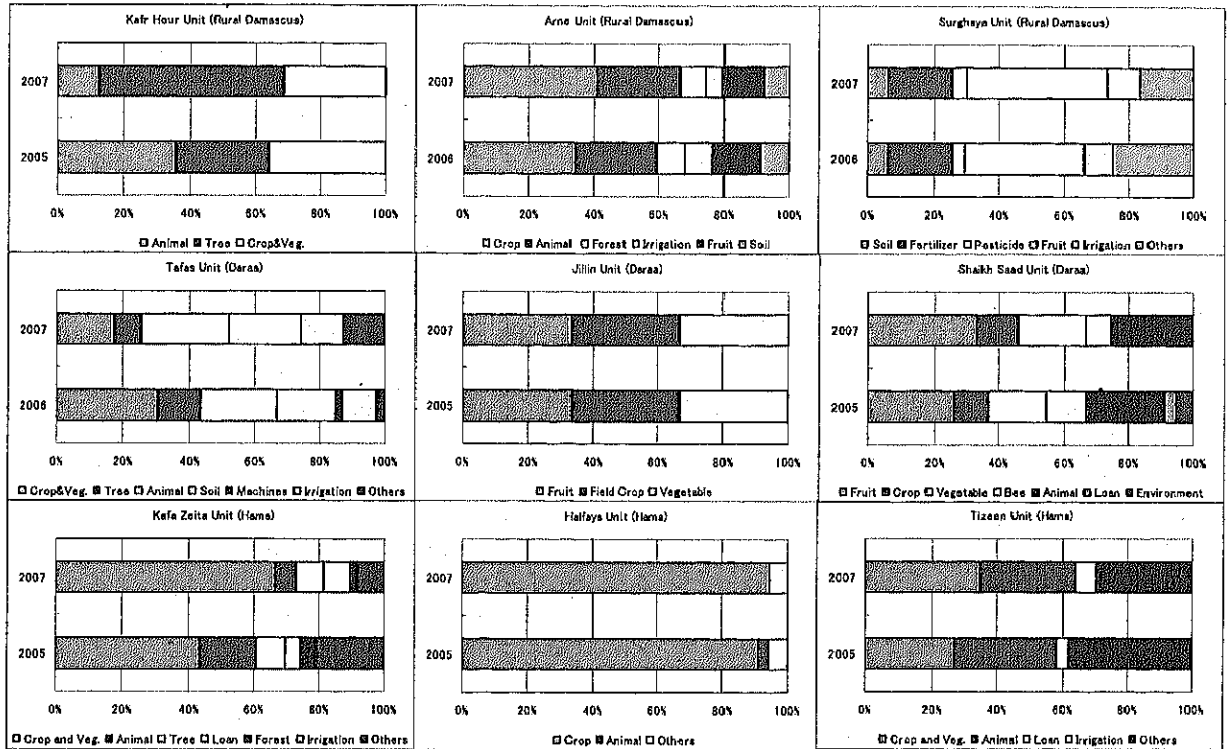 Kafr Hour Unit (Rural Damascus)
2007
2005
0% 20% 40% 60% 80% 100%
Animal Tree Crop&Veg.
Arne Unit (Rural Damascus)
2007
2006
0% 20% 40% 60% 80% 100%
Crop Animal Forest Irrigation Fruit Soil
Surghaya Unit (Rural Damascus)
2007
2006
0% 20% 40% 60% 80% 100%
Soil Fertilizer Pesticide Fruit Irrigation Others
Tafas Unit (Daraa)
2007
2006
0% 20% 40% 60% 80% 100%
Crop&Veg. Tree Animal Soil Machines Irrigation Others
Jillin Unit (Daraa)
2007
2005
0% 20% 40% 60% 80% 100%
Fruit Field Crop Vegetable
Shaikh Saad Unit (Daraa)
2007
2005
0% 20% 40% 60% 80% 100%
Fruit Crop Vegetable Bee Animal Loan Environment
Kafa Zeita Unit (Hama)
2007
2005
0% 20% 40% 60% 80% 100%
Crop and Veg. Animal Tree Loan Forest Irrigation Others
Halfaya Unit (Hama)
2007
2005
0% 20% 40% 60% 80% 100%
Crop Animal Others
Tizeen Unit (Hama)
2007
2005
0% 20% 40% 60% 80% 100%
Crop and Veg. Animal Loan Irrigation Others